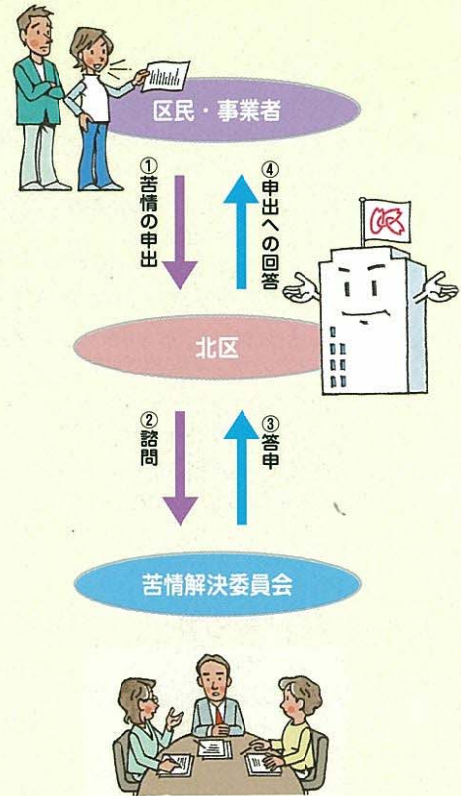 区民・事業者
①苦情の申出
④申出への回答
北区
②諮問
③答申
苦情解決委員会